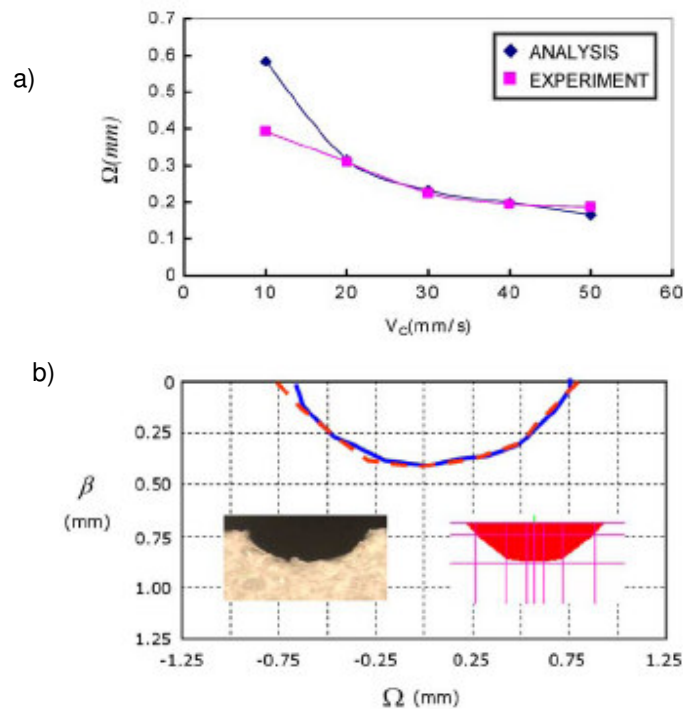 a)
Ω(mm)
0.7
0.6
0.5
0.4
0.3
0.2
0.1
0
ANALYSIS
EXPERIMENT
0 10 20 30 40 50 60
Vc(mm/s)
b)
β
(mm)
0
0.25
0.50
0.75
1.00
1.25
-1.25 -0.75 -0.25 0.25 0.75 1.25
Ω (mm)